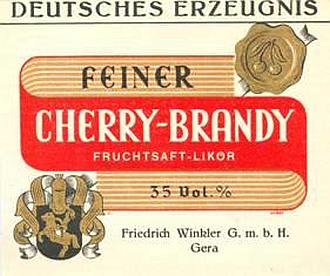 DEUTSCHES ERZEUGNIS
FEINER
CHERRY-BRANDY
FRUCHTSAFT-LIKÖR
35 Vol.%
Friedrich Winkler G. m. b. H.
Gera